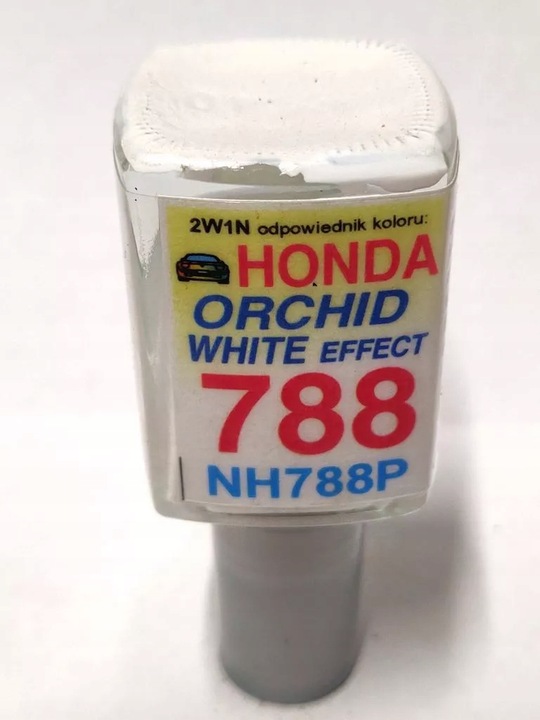 2W1N odpowiednik koloru:
HONDA
ORCHID
WHITE EFFECT
788
NH788P